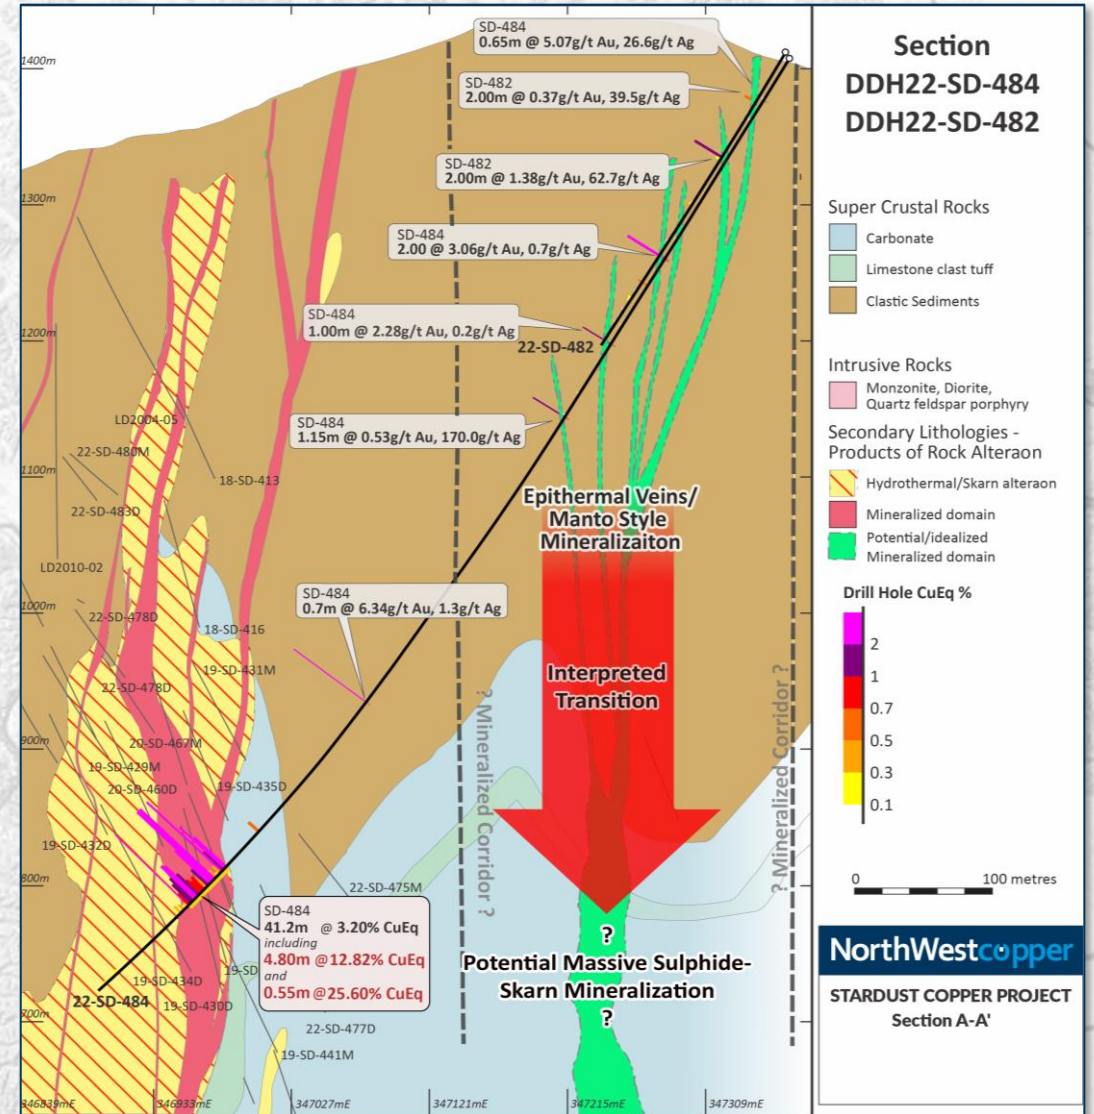 SD-484
0.65m @ 5.07g/t Au, 26.6g/t Ag
SD-482
2.00m @ 0.37g/t Au, 39.5g/t Ag
SD-482
2.00m @ 1.38g/t Au, 62.7g/t Ag
SD-484
2.00 @ 3.06g/t Au, 0.7g/t Ag
SD-484
1.00m @ 2.28g/t Au, 0.2g/t Ag
22-SD-482
SD-484
1.15m @ 0.53g/t Au, 170.0g/t Ag
SD-484
0.7m @ 6.34g/t Au, 1.3g/t Ag
1400m
1300m
1200m
1100m
1000m
900m
800m
700m
LD2004-05
22-SD-480M
18-SD-413
22-SD-483D
LD2010-02
22-SD-478D
18-SD-416
19-SD-431M
22-SD-478D
20-SD-467M
19-SD-429M
20-SD-460D
19-SD-435D
19-SD-432D
22-SD-475M
SD-484
41.2m @ 3.20% CuEq
including
4.80m @12.82% CuEq
and
0.55m @25.60% CuEq
19-SD
19-SD-434D
22-SD-484
19-SD-430D
22-SD-477D
19-SD-441M
Epithermal Veins/
Manto Style
Mineralizaiton
Interpreted
Transition
? Mineralized Corridor ?
? Mineralized Corridor ?
?
Potential Massive Sulphide-
Skarn Mineralization
?
346839mE
346933mE
347027mE
347121mE
347215mE
347309mE
Section
DDH22-SD-484
DDH22-SD-482
Super Crustal Rocks
Carbonate
Limestone clast tuff
Clastic Sediments
Intrusive Rocks
Monzonite, Diorite,
Quartz feldspar porphyry
Secondary Lithologies -
Products of Rock Alteraon
Hydrothermal/Skarn alteraon
Mineralized domain
Potential/idealized
Mineralized domain
Drill Hole CuEq %
2
1
0.7
0.5
0.3
0.1
0 100 metres
NorthWestcopper
STARDUST COPPER PROJECT
Section A-A'